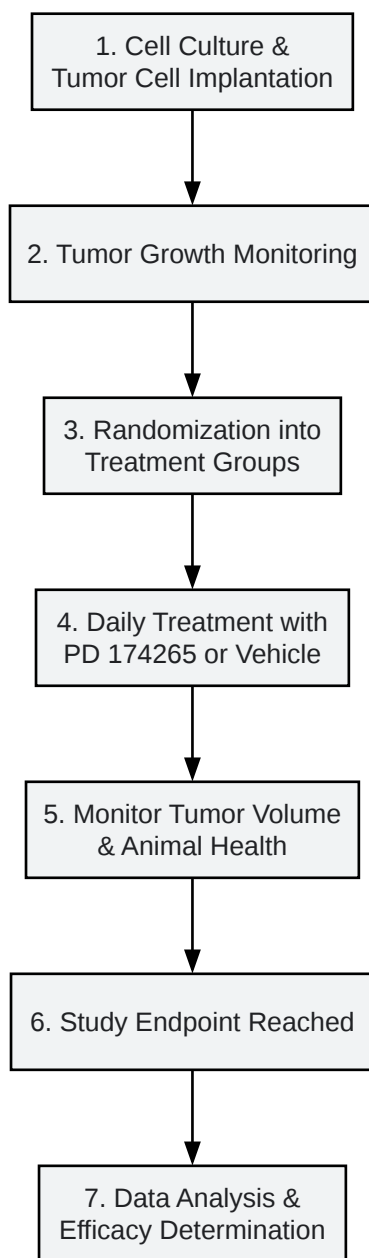 1. Cell Culture &
Tumor Cell Implantation
2. Tumor Growth Monitoring
3. Randomization into
Treatment Groups
4. Daily Treatment with
PD 174265 or Vehicle
5. Monitor Tumor Volume
& Animal Health
6. Study Endpoint Reached
7. Data Analysis &
Efficacy Determination